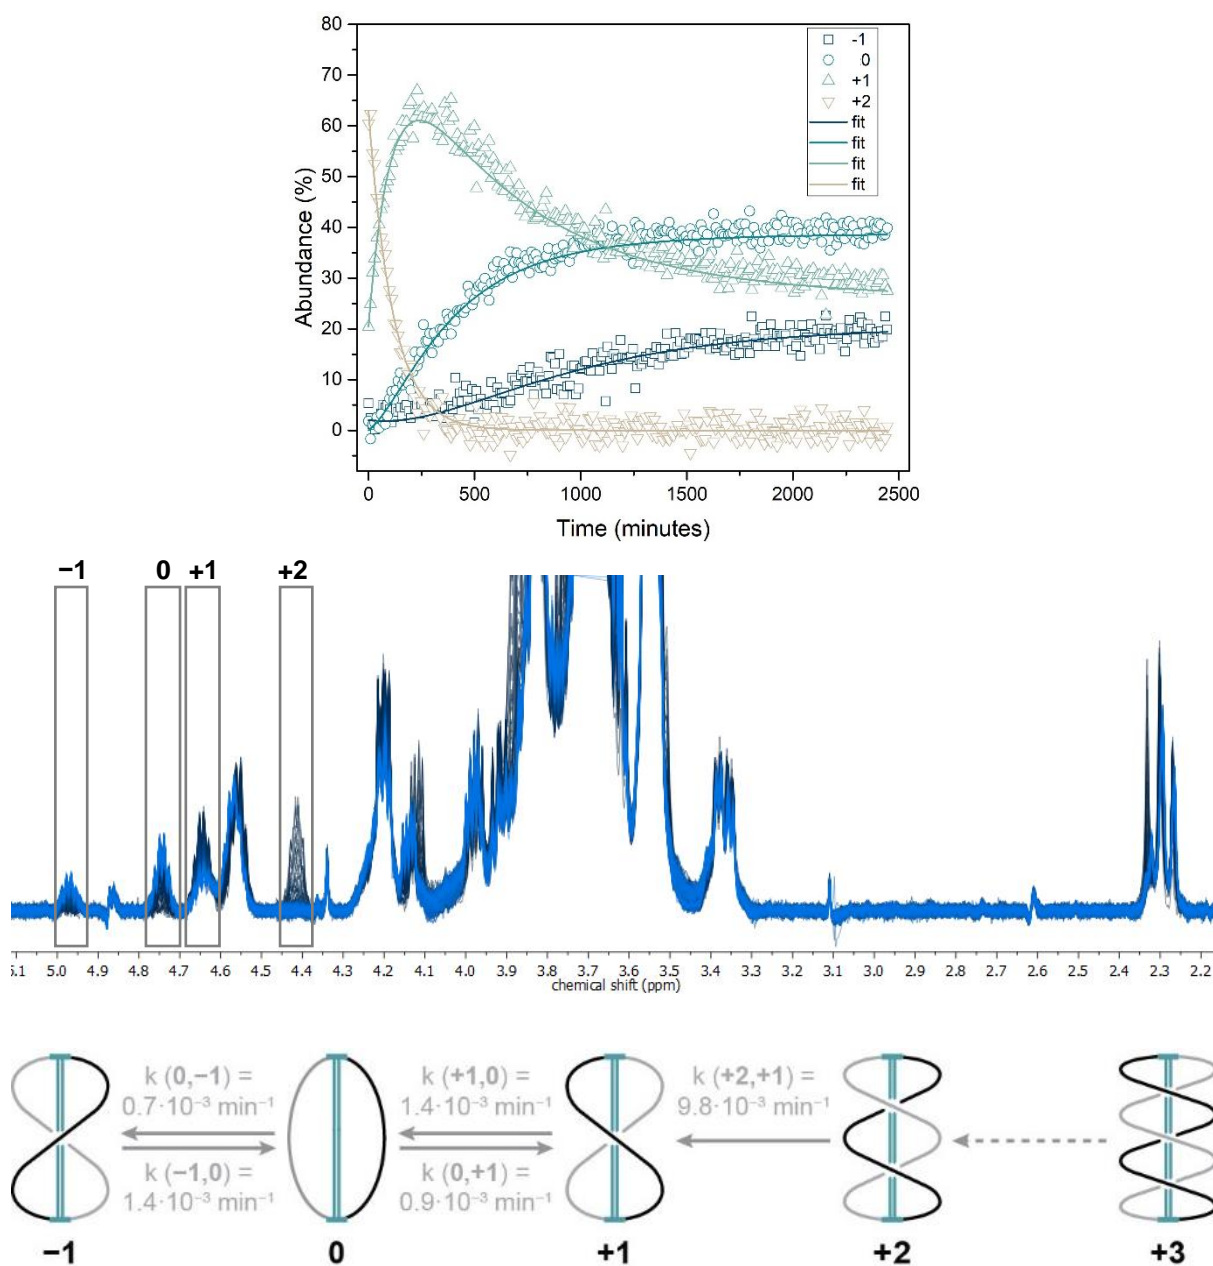 80
70
60
50
40
30
20
10
0
Abundance (%)
-1
0
+1
+2
fit
fit
fit
fit
0
500
1000
1500
2000
2500
Time (minutes)
−1 0 +1 +2
5.1 5.0 4.9 4.8 4.7 4.6 4.5 4.4 4.3 4.2 4.1 4.0 3.9 3.8 3.7 3.6 3.5 3.4 3.3 3.2 3.1 3.0 2.9 2.8 2.7 2.6 2.5 2.4 2.3 2.2
chemical shift (ppm)
k (0,−1) =
0.7·10⁻³ min⁻¹
k (−1,0) =
1.4·10⁻³ min⁻¹
k (+1,0) =
1.4·10⁻³ min⁻¹
k (0,+1) =
0.9·10⁻³ min⁻¹
k (+2,+1) =
9.8·10⁻³ min⁻¹
−1 0 +1 +2 +3